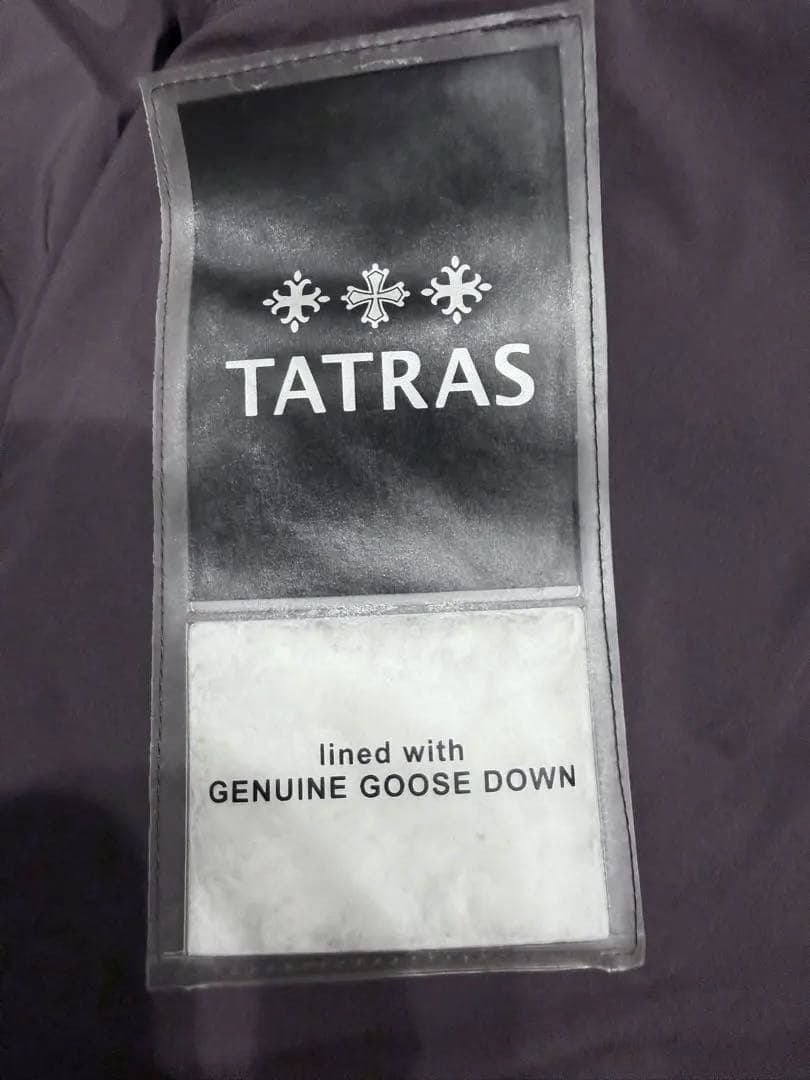 TATRAS
lined with
GENUINE GOOSE DOWN